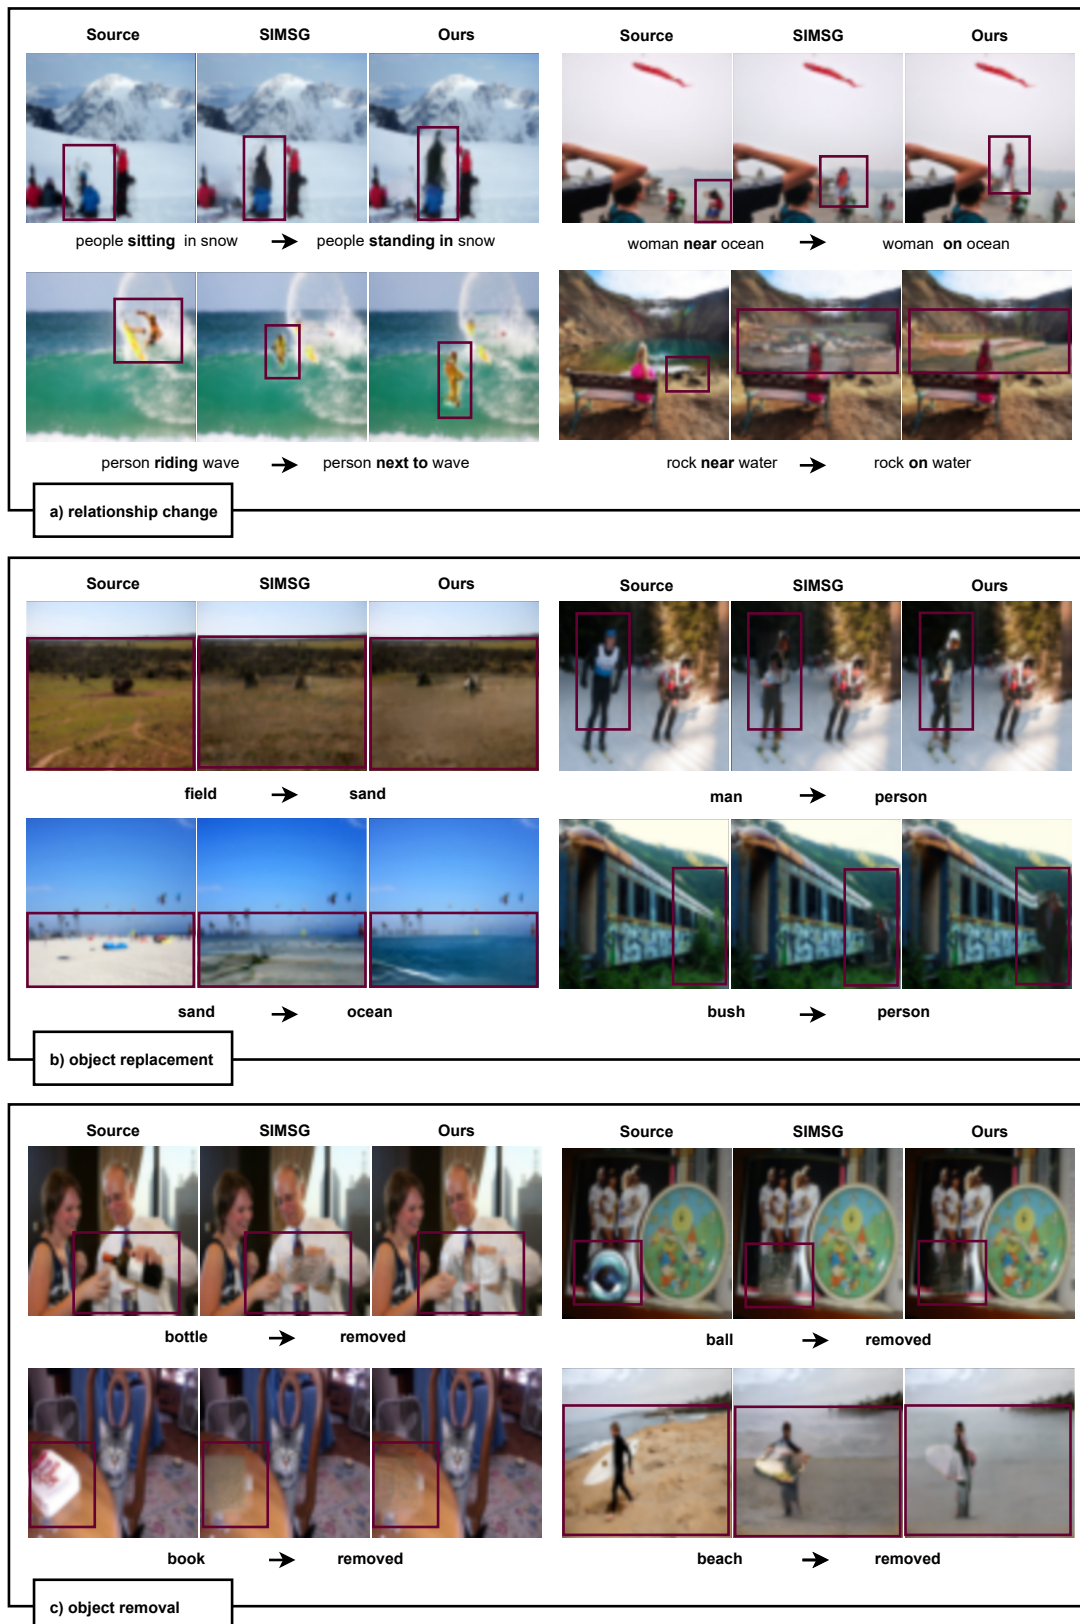 Source SIMSG Ours Source SIMSG Ours
people sitting in snow people standing in snow woman near ocean woman on ocean
person riding wave person next to wave rock near water rock on water
a) relationship change
Source SIMSG Ours Source SIMSG Ours
field sand man person
sand ocean bush person
b) object replacement
Source SIMSG Ours Source SIMSG Ours
bottle removed ball removed
book removed beach removed
c) object removal